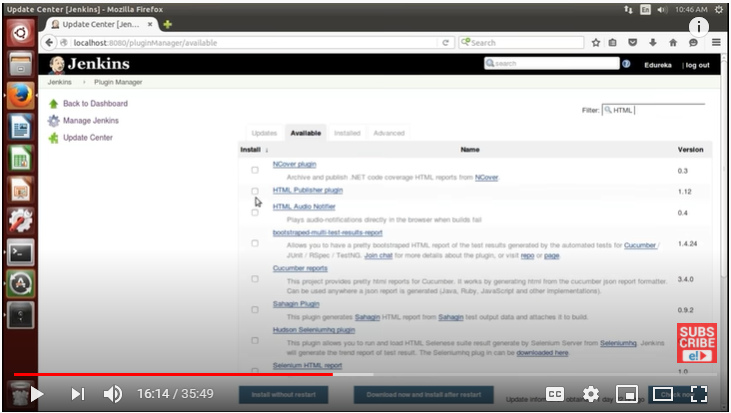 Update Center [Jenkins] - Mozilla Firefox
En
10:46 AM
Update Center [Jen...
localhost:8080/pluginManager/available
Search
Jenkins
search
Edureka
| log out
Jenkins
Plugin Manager
Back to Dashboard
Manage Jenkins
Update Center
Filter:
HTML
Updates
Available
Installed
Advanced
Install ↓
Name
Version
NCover plugin
Archive and publish .NET code coverage HTML reports from NCover.
0.3
HTML Publisher plugin
1.12
HTML Audio Notifier
Plays audio-notifications directly in the browser when builds fail
0.4
bootstraped-multi-test-results-report
Allows you to have a pretty bootstraped HTML report of the test results generated by the automated tests for Cucumber /
JUnit / RSpec / TestNG. Join chat for more details about the plugin, or visit repo or page.
1.4.24
Cucumber reports
This project provides pretty html reports for Cucumber. It works by generating html from the cucumber json report formatter.
Can be used anywhere a json report is generated (Java, Ruby, JavaScript and other implementations).
3.4.0
Sahagin Plugin
This plugin generates Sahagin HTML report from Sahagin test output data and attaches it to build.
0.9.2
Hudson Seleniumhq plugin
This plugin allows you to run and load HTML Selenese suite result generate by Selenium Server from Seleniumhq. Jenkins
will generate the trend report of test result. The Seleniumhq plug in can be downloaded here.
Selenium HTML report
1.0
SUBS
CRIBE
e!
Install without restart
Download now and install after restart
Update
obtain
day
Check now
16:14 / 35:49
CC